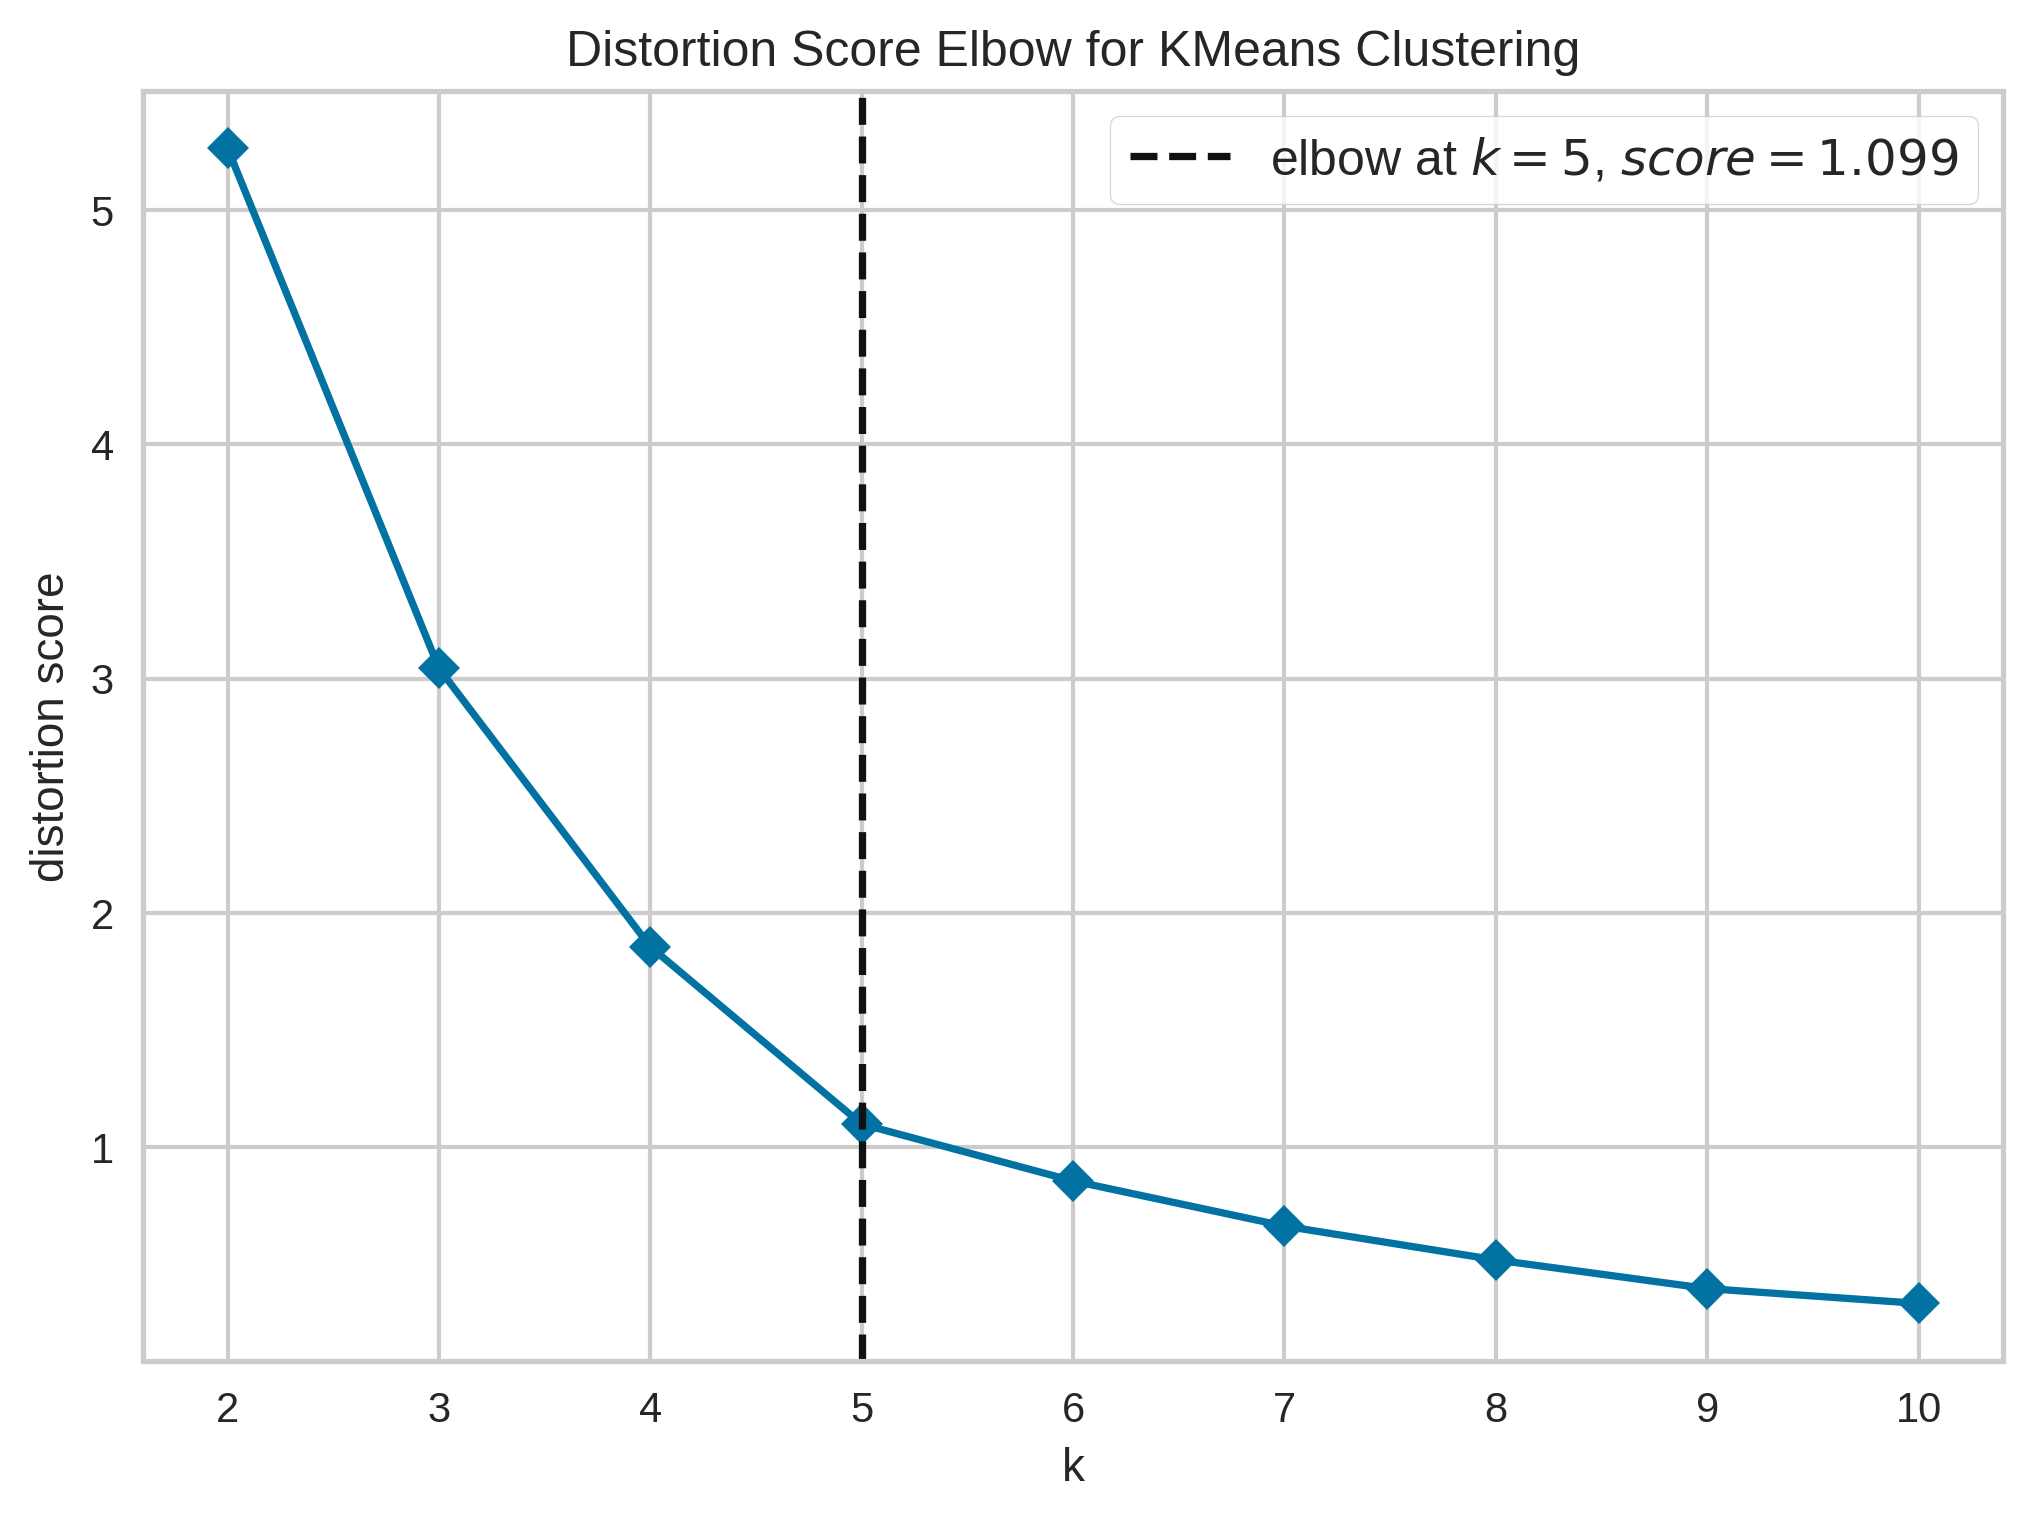 Distortion Score Elbow for KMeans Clustering
elbow at k = 5, score = 1.099
distortion score
5
4
3
2
1
2 3 4 5 6 7 8 9 10
k